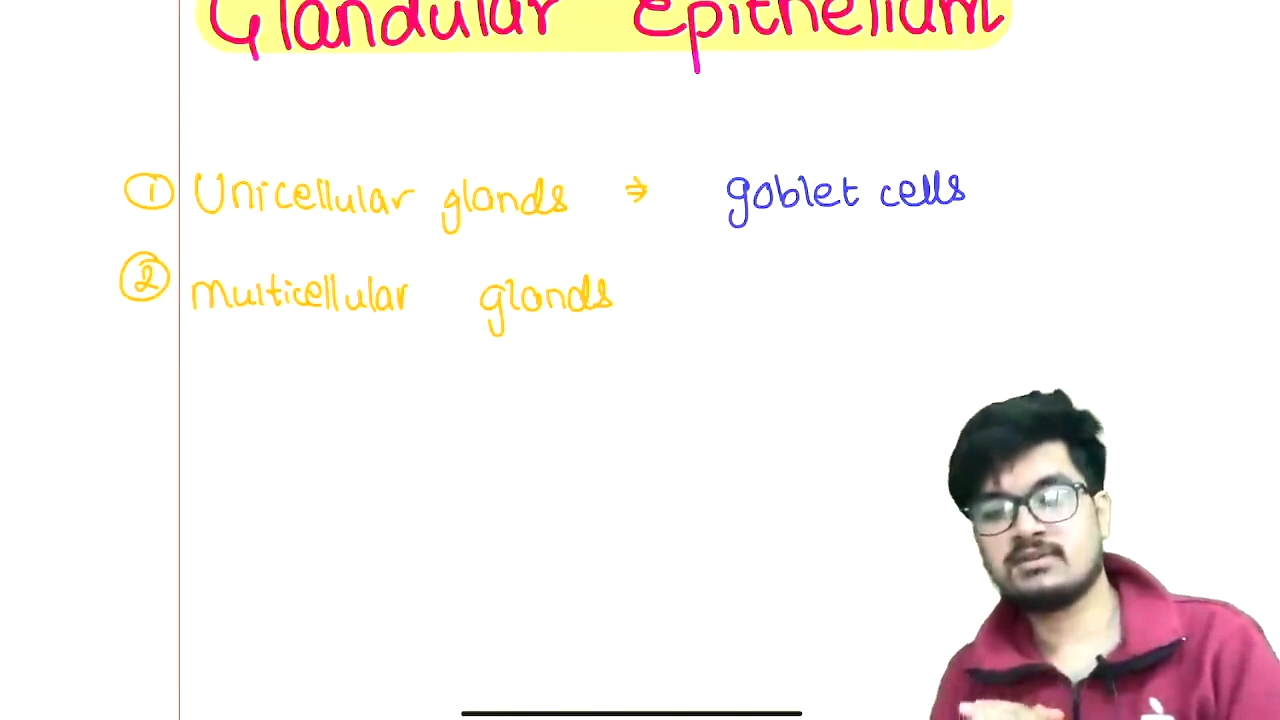 Glandular Epithelium
① Unicellular glands ⇒ goblet cells
② Multicellular glands